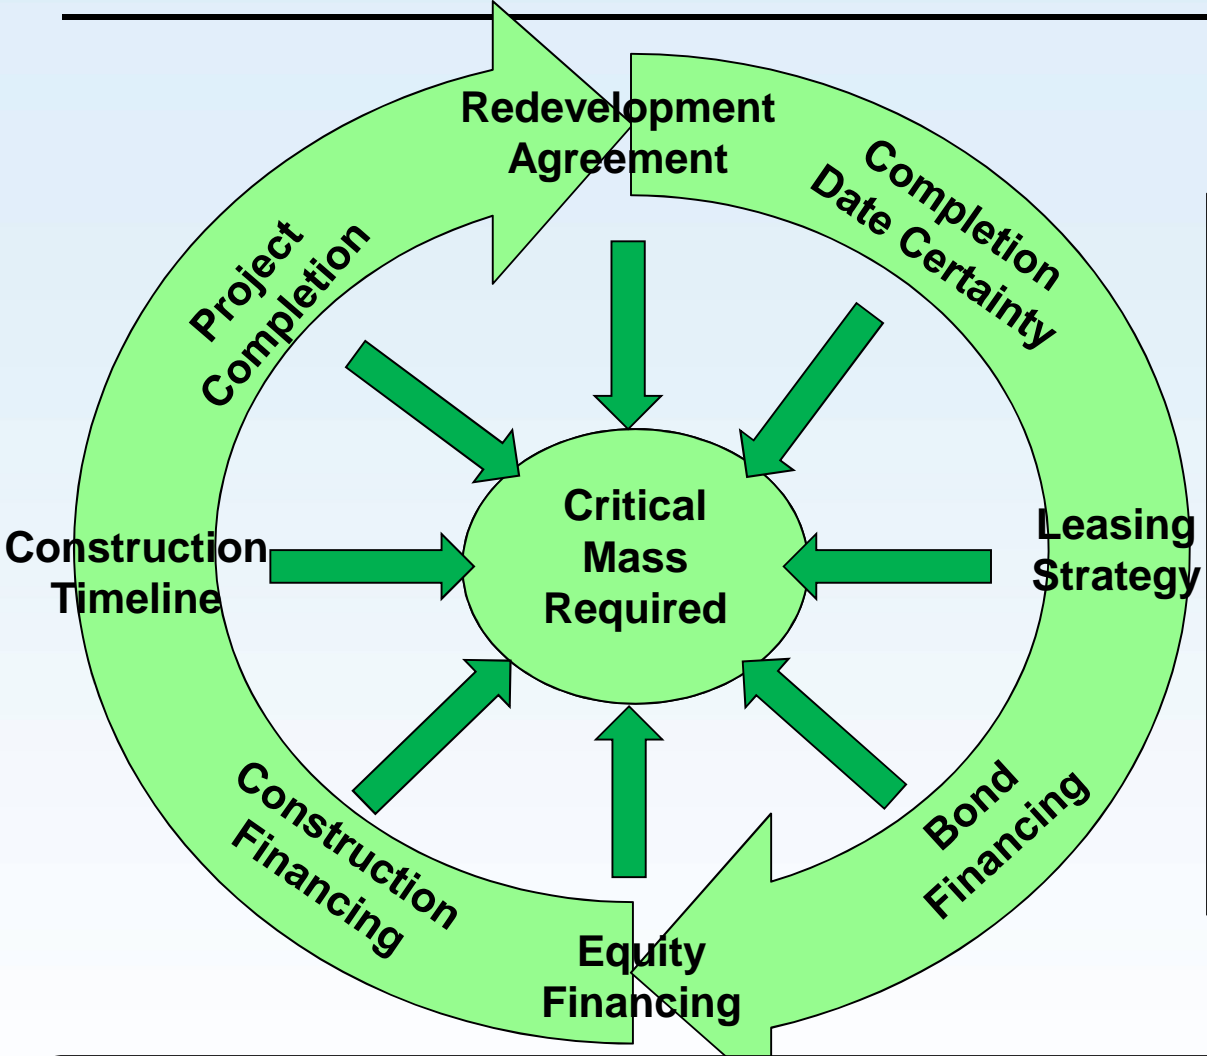 Redevelopment
Agreement
Completion
Date Certainty
Leasing
Strategy
Bond
Financing
Equity
Financing
Construction
Financing
Construction
Timeline
Project
Completion
Critical
Mass
Required